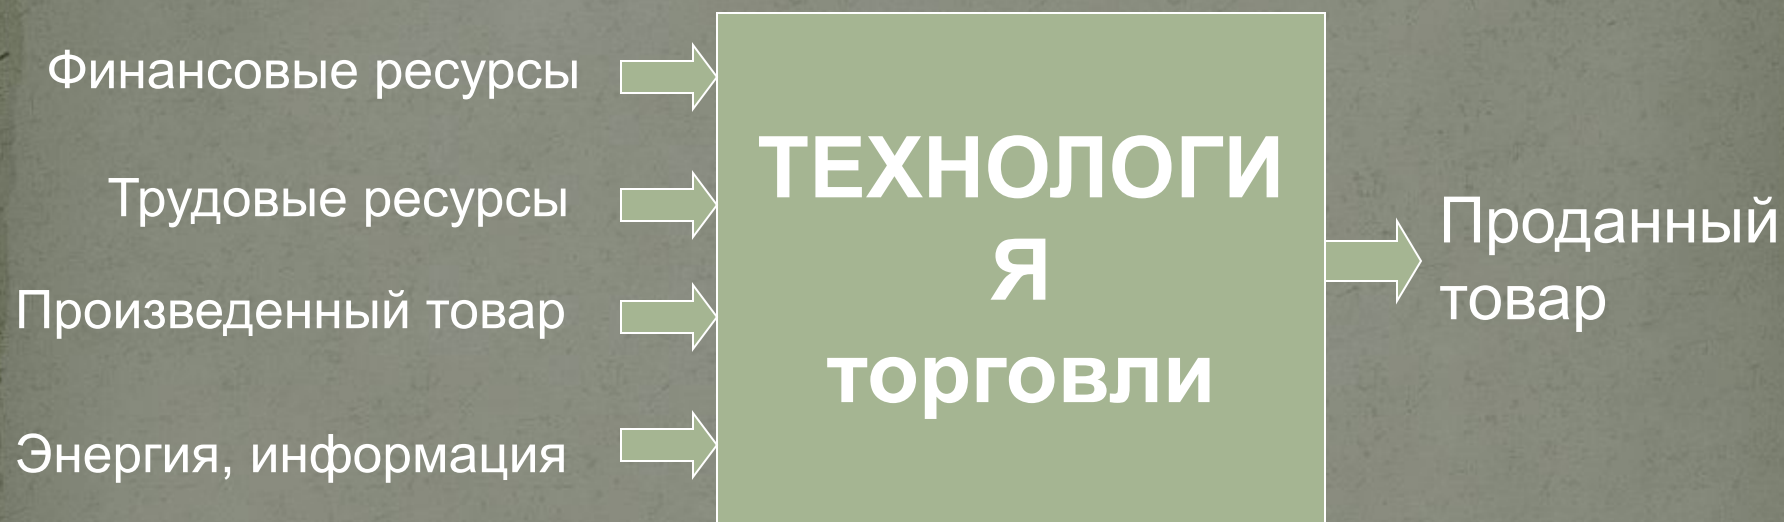 Финансовые ресурсы
Трудовые ресурсы
Произведенный товар
Энергия, информация
ТЕХНОЛОГИ
Я
торговли
Проданный
товар